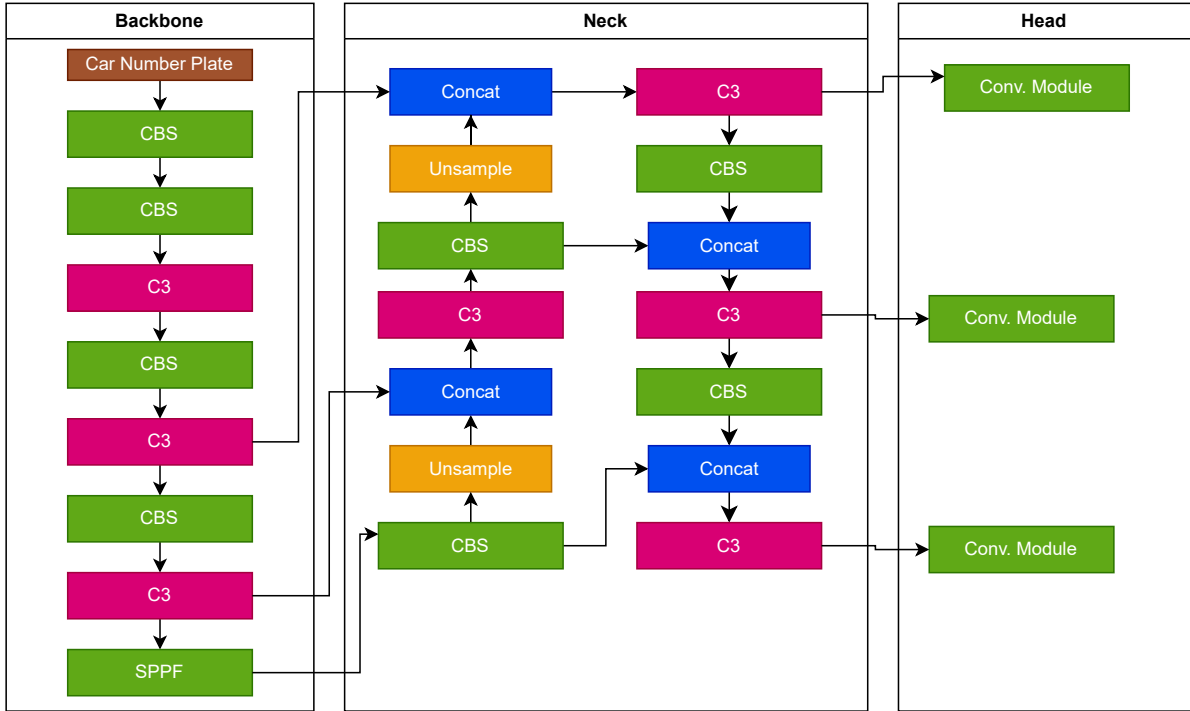 Backbone
Car Number Plate
CBS
CBS
C3
CBS
C3
CBS
C3
SPPF
Neck
Concat
Unsample
CBS
C3
Concat
Unsample
CBS
C3
CBS
Concat
C3
CBS
Concat
C3
Head
Conv. Module
Conv. Module
Conv. Module